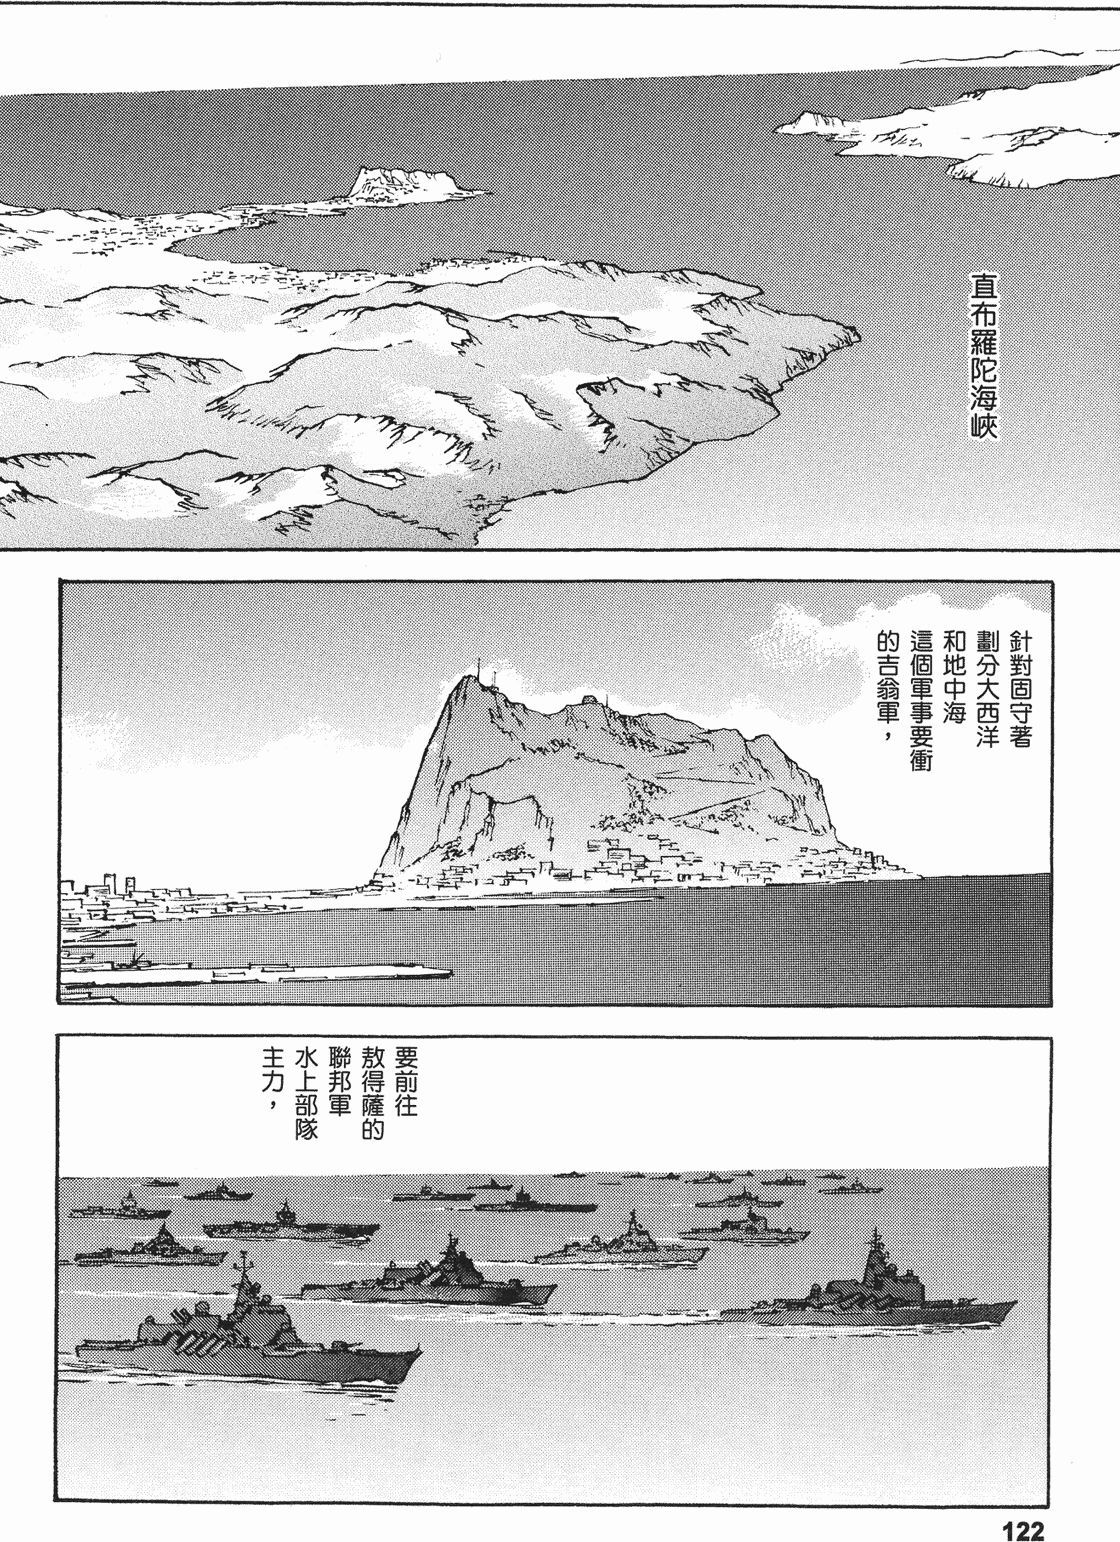 直布羅陀海峽
針對固守著
劃分大西洋
和地中海
這個軍事要衝
的吉翁軍，
要前往
敖得薩的
聯邦軍
水上部隊
主力，
122